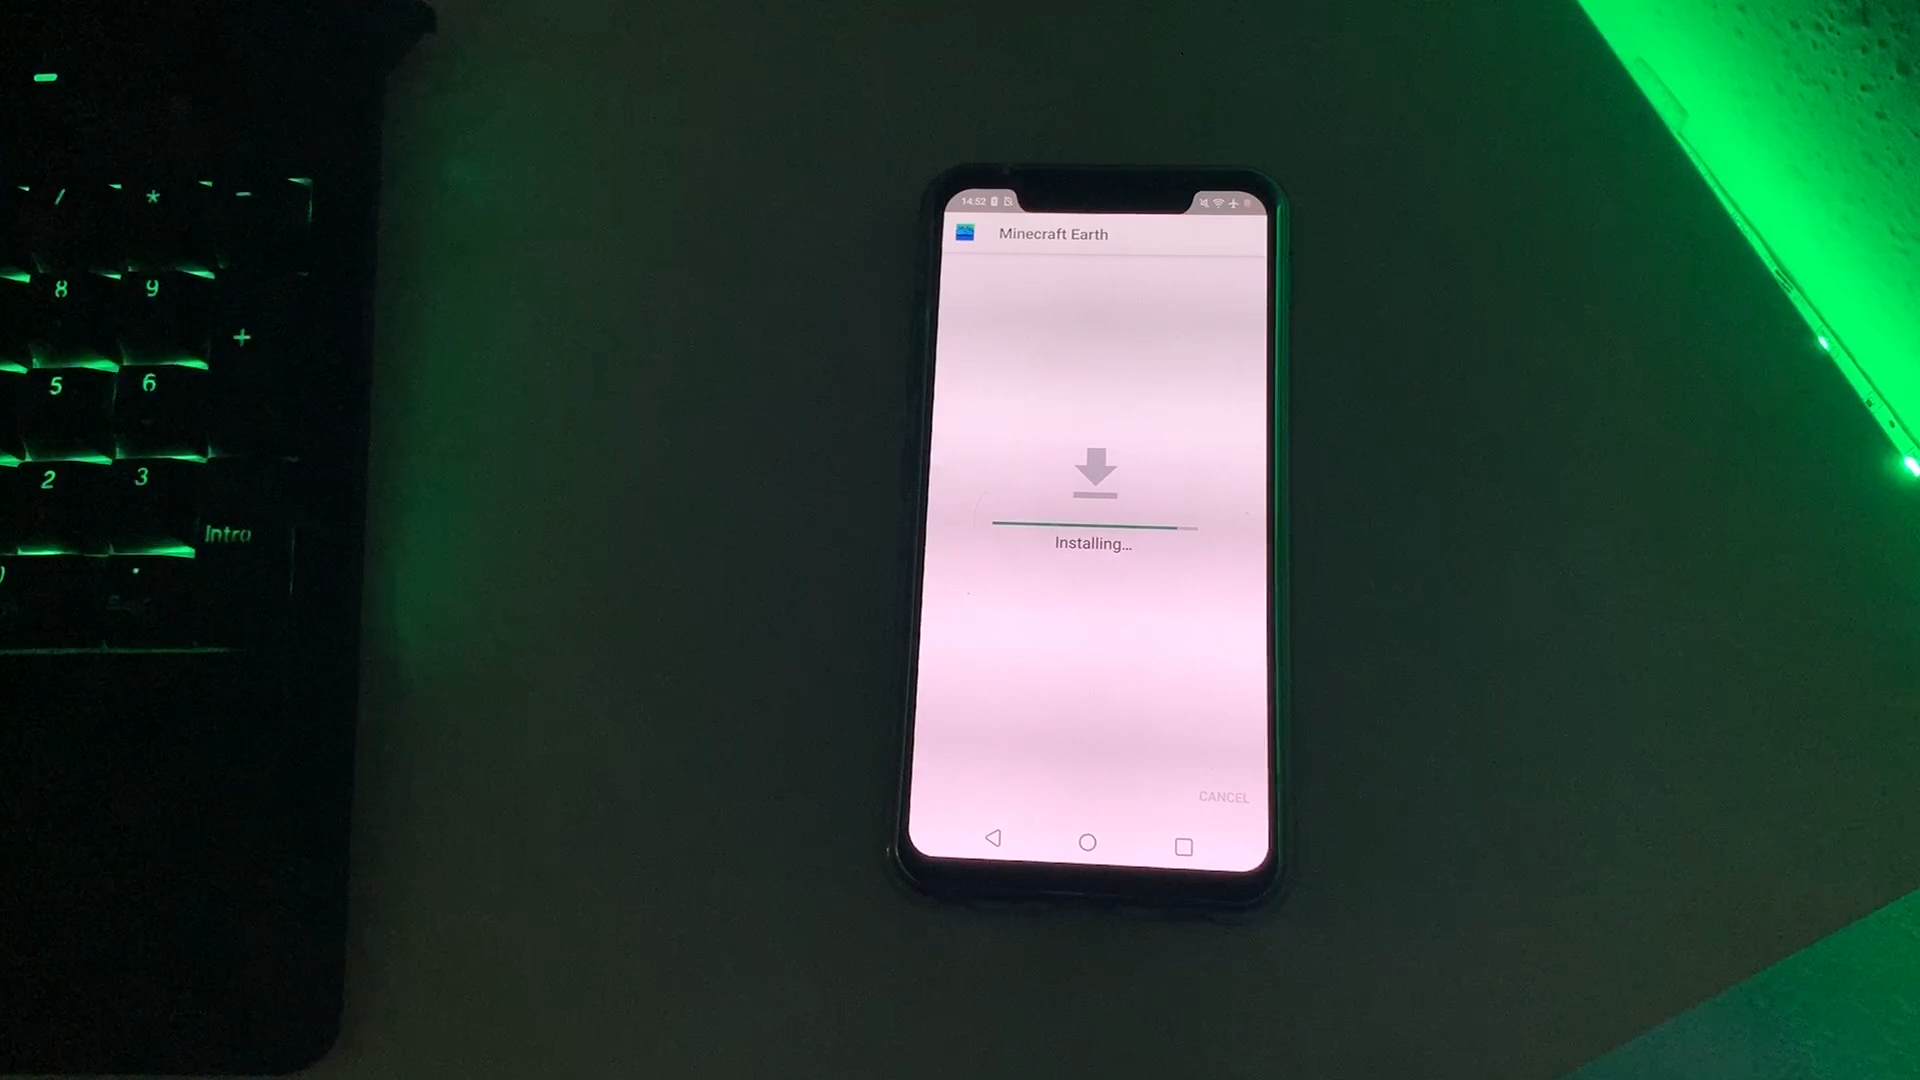 14:52
Minecraft Earth
Installing...
CANCEL
/ * -
8 9
+
5 6
2 3
Intro
.